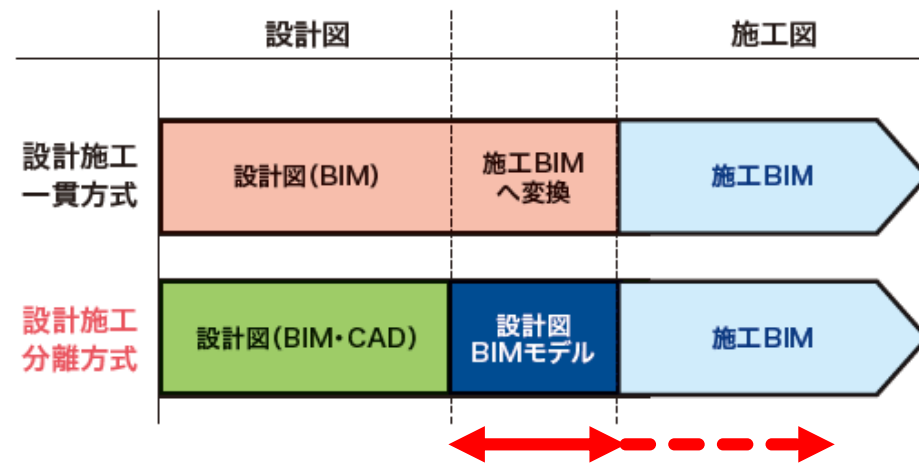 設計図
施工図
設計施工
一貫方式
設計図(BIM)
施工BIM
へ変換
施工BIM
設計施工
分離方式
設計図(BIM・CAD)
設計図
BIMモデル
施工BIM